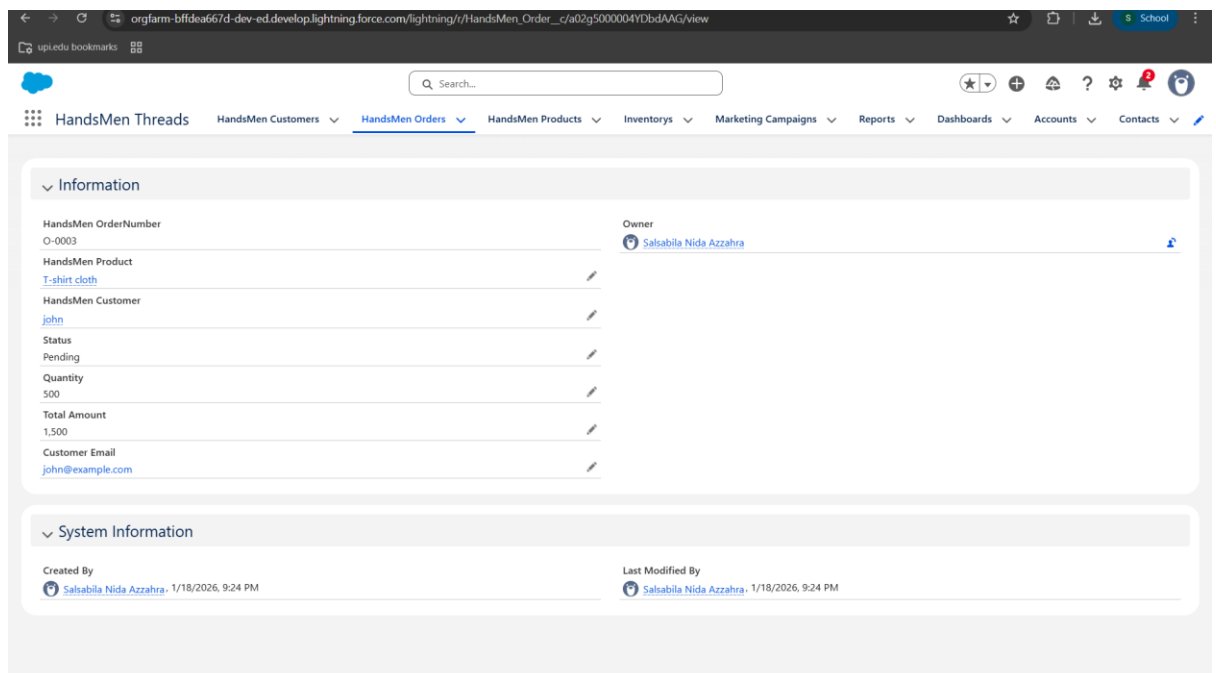 orgfarm-bffdea667d-dev-ed.develop.lightning.force.com/lightning/r/HandsMen_Order__c/a02g5000004YDbdAAG/view
S School
upi.edu bookmarks
Search...
2
HandsMen Threads HandsMen Customers HandsMen Orders HandsMen Products Inventorys Marketing Campaigns Reports Dashboards Accounts Contacts
Information
HandsMen OrderNumber
O-0003
Owner
Salsabila Nida Azzahra
HandsMen Product
T-shirt cloth
HandsMen Customer
john
Status
Pending
Quantity
500
Total Amount
1,500
Customer Email
john@example.com
System Information
Created By
Salsabila Nida Azzahra, 1/18/2026, 9:24 PM
Last Modified By
Salsabila Nida Azzahra, 1/18/2026, 9:24 PM